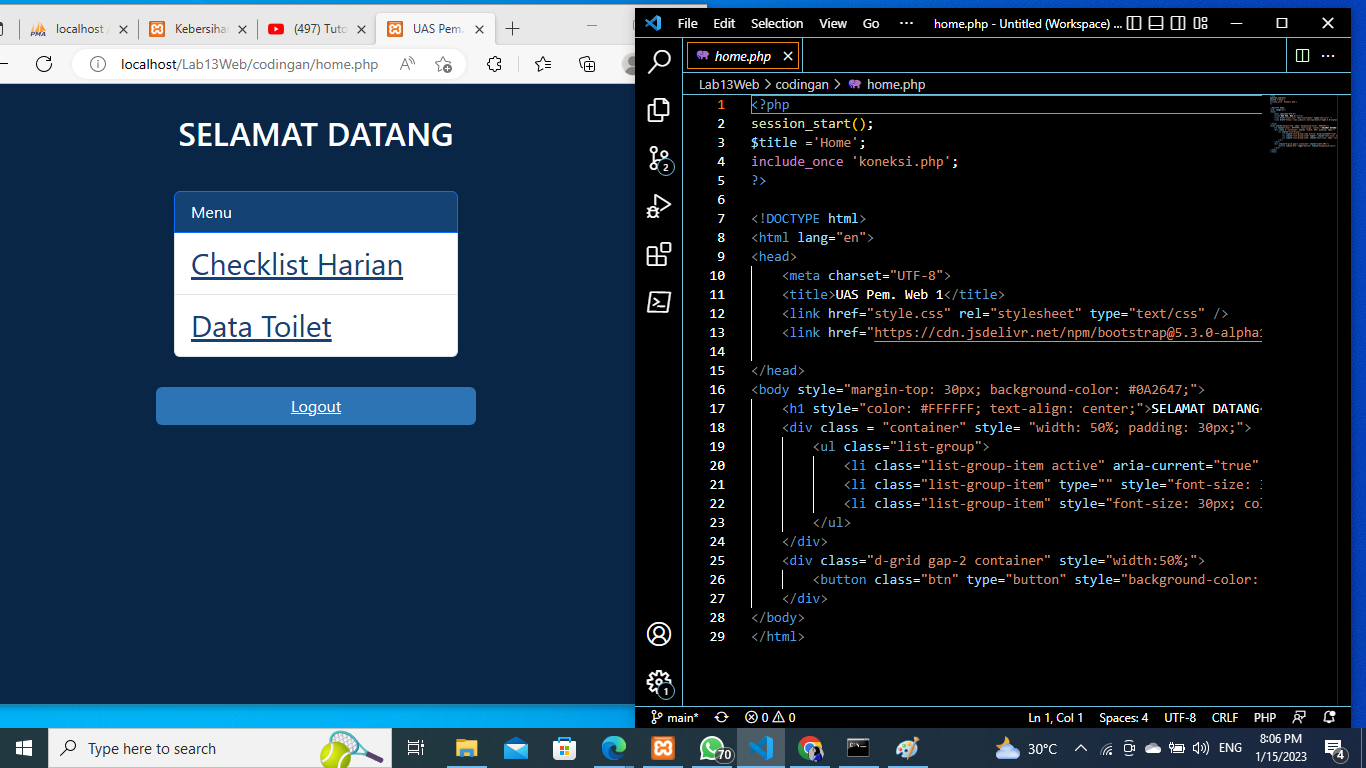 localhost /
Kebersihan
(497) Tuto
UAS Pem.
localhost/Lab13Web/codingan/home.php
SELAMAT DATANG
Menu
Checklist Harian
Data Toilet
Logout
File Edit Selection View Go ··· home.php - Untitled (Workspace) ...
home.php
Lab13Web > codingan > home.php
1 <?php
2 session_start();
3 $title ='Home';
4 include_once 'koneksi.php';
5 ?>
6
7 <!DOCTYPE html>
8 <html lang="en">
9 <head>
10 <meta charset="UTF-8">
11 <title>UAS Pem. Web 1</title>
12 <link href="style.css" rel="stylesheet" type="text/css" />
13 <link href="https://cdn.jsdelivr.net/npm/bootstrap@5.3.0-alpha1
14
15 </head>
16 <body style="margin-top: 30px; background-color: #0A2647;">
17 <h1 style="color: #FFFFFF; text-align: center;">SELAMAT DATANG<
18 <div class = "container" style= "width: 50%; padding: 30px;">
19 <ul class="list-group">
20 <li class="list-group-item active" aria-current="true"
21 <li class="list-group-item" type="" style="font-size:
22 <li class="list-group-item" style="font-size: 30px; col
23 </ul>
24 </div>
25 <div class="d-grid gap-2 container" style="width:50%;">
26 <button class="btn" type="button" style="background-color:
27 </div>
28 </body>
29 </html>
2
1
main* 0 0 Ln 1, Col 1 Spaces: 4 UTF-8 CRLF PHP
Type here to search
70
30°C
ENG
8:06 PM
1/15/2023
4